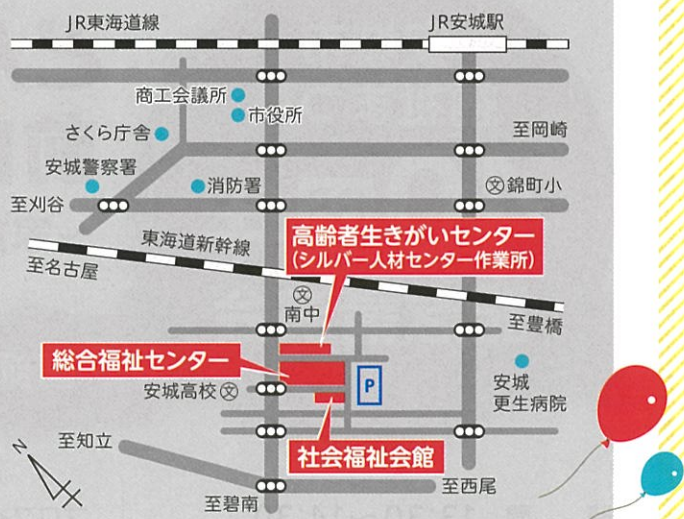 JR東海道線
JR安城駅
商工会議所
市役所
さくら庁舎
至岡崎
安城警察署
消防署
文錦町小
至刈谷
東海道新幹線
高齢者生きがいセンター
(シルバー人材センター作業所)
至名古屋
文
南中
至豊橋
総合福祉センター
P
安城高校文
安城
更生病院
社会福祉会館
至知立
N
至碧南
至西尾